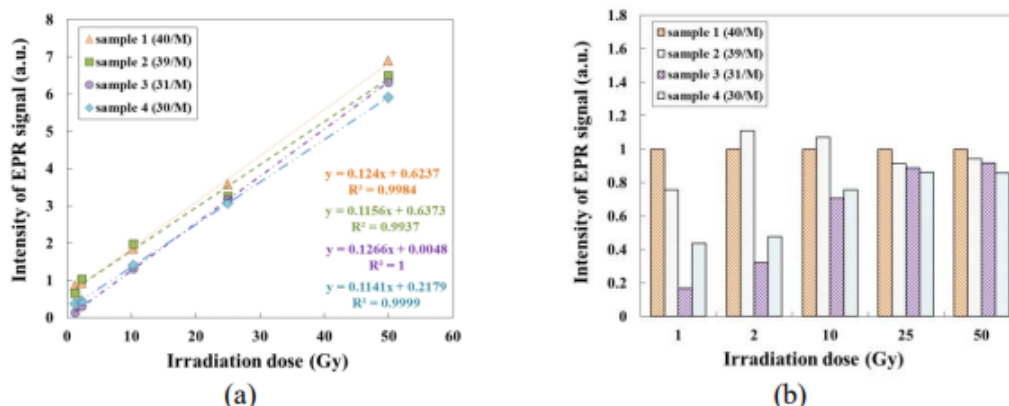 Intensity of EPR signal (a.u.)
8
7
6
5
4
3
2
1
0
sample 1 (40/M)
sample 2 (39/M)
sample 3 (31/M)
sample 4 (30/M)
y = 0.124x + 0.6237
R² = 0.9984
y = 0.1156x + 0.6373
R² = 0.9937
y = 0.1266x + 0.0048
R² = 1
y = 0.1141x + 0.2179
R² = 0.9999
0 10 20 30 40 50 60
Irradiation dose (Gy)
(a)
Intensity of EPR signal (a.u.)
1.8
1.6
1.4
1.2
1
0.8
0.6
0.4
0.2
0
sample 1 (40/M)
sample 2 (39/M)
sample 3 (31/M)
sample 4 (30/M)
1 2 10 25 50
Irradiation dose (Gy)
(b)